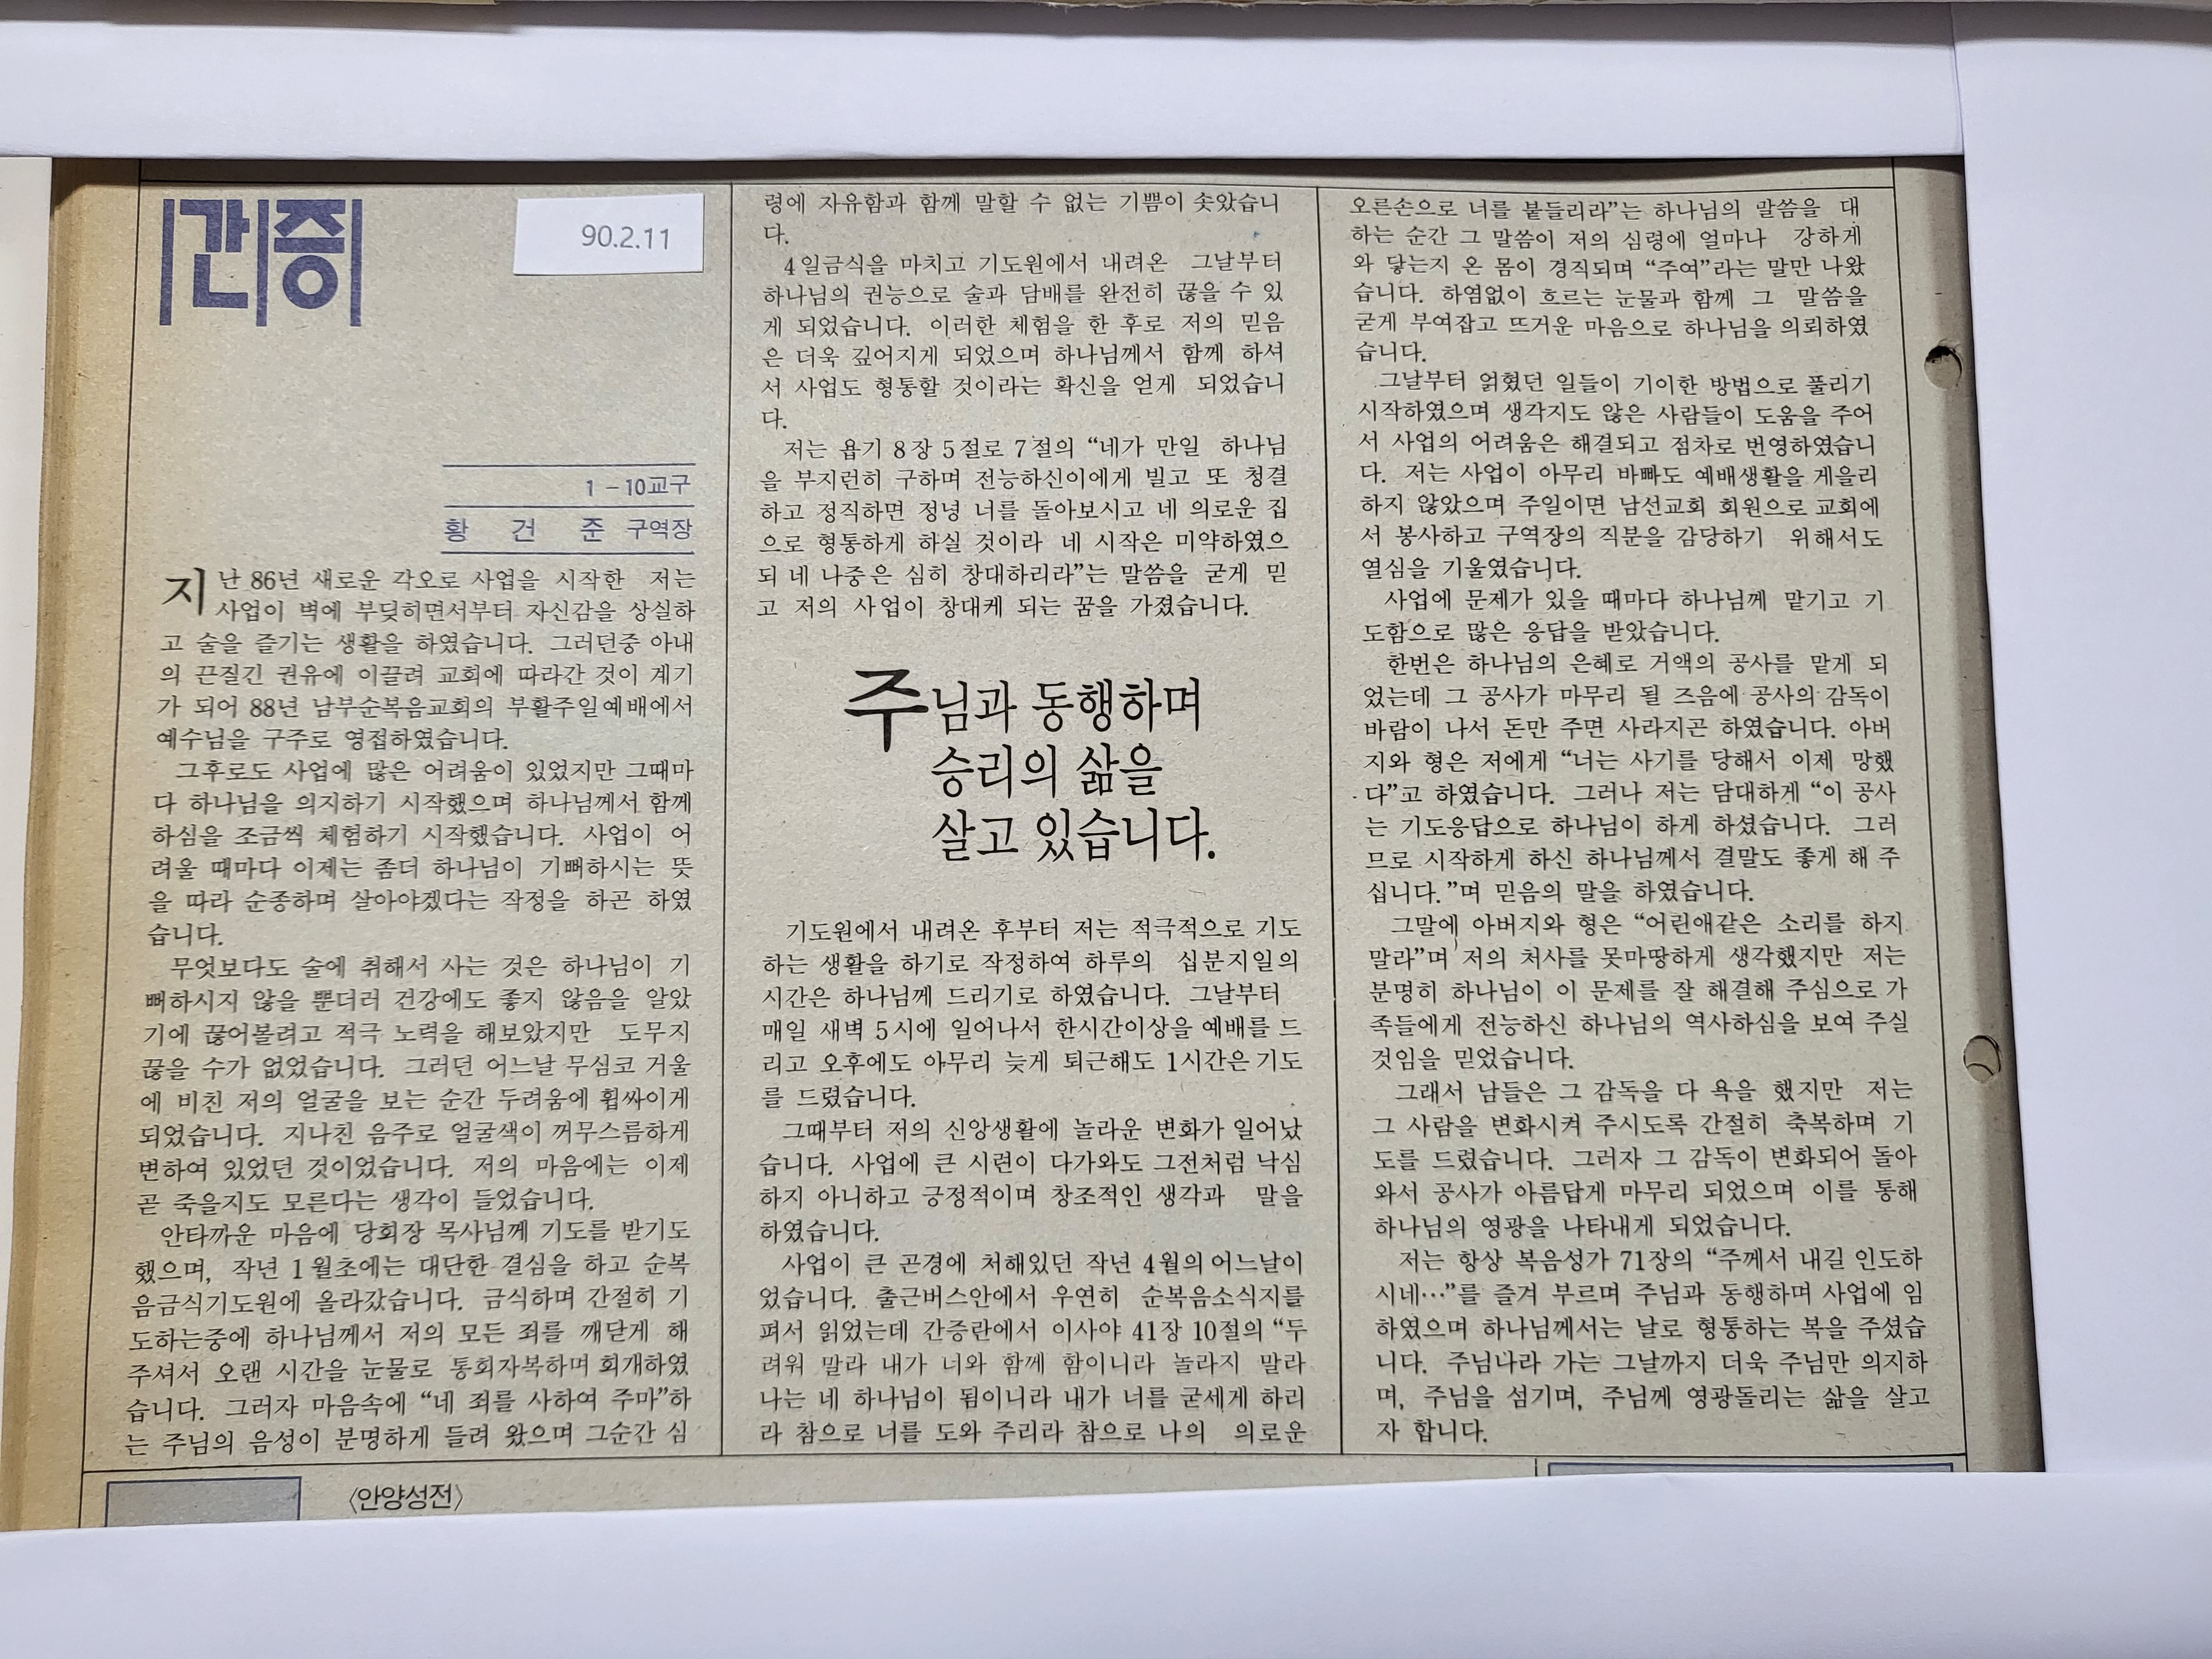 간증
90.2.11
1-10교구
황 건 준 구역장
지난 86년 새로운 각오로 사업을 시작한 저는
사업이 벽에 부딪히면서부터 자신감을 상실하
고 술을 즐기는 생활을 하였습니다. 그러던중 아내
의 끈질긴 권유에 이끌려 교회에 따라간 것이 계기
가 되어 88년 남부순복음교회의 부활주일예배에서
예수님을 구주로 영접하였습니다.
그후로도 사업에 많은 어려움이 있었지만 그때마
다 하나님을 의지하기 시작했으며 하나님께서 함께
하심을 조금씩 체험하기 시작했습니다. 사업이 어
려울 때마다 이제는 좀더 하나님이 기뻐하시는 뜻
을 따라 순종하며 살아야겠다는 작정을 하곤 하였
습니다.
무엇보다도 술에 취해서 사는 것은 하나님이 기
뻐하시지 않을 뿐더러 건강에도 좋지 않음을 알았
기에 끊어볼려고 적극 노력을 해보았지만 도무지
끊을 수가 없었습니다. 그러던 어느날 무심코 거울
에 비친 저의 얼굴을 보는 순간 두려움에 휩싸이게
되었습니다. 지나친 음주로 얼굴색이 꺼무스름하게
변하여 있었던 것이었습니다. 저의 마음에는 이제
곧 죽을지도 모른다는 생각이 들었습니다.
안타까운 마음에 당회장 목사님께 기도를 받기도
했으며, 작년 1월초에는 대단한 결심을 하고 순복
음금식기도원에 올라갔습니다. 금식하며 간절히 기
도하는중에 하나님께서 저의 모든 죄를 깨닫게 해
주셔서 오랜 시간을 눈물로 통회자복하며 회개하였
습니다. 그러자 마음속에 “네 죄를 사하여 주마”하
는 주님의 음성이 분명하게 들려 왔으며 그순간 심
령에 자유함과 함께 말할 수 없는 기쁨이 솟았습니
다.
4일금식을 마치고 기도원에서 내려온 그날부터
하나님의 권능으로 술과 담배를 완전히 끊을 수 있
게 되었습니다. 이러한 체험을 한 후로 저의 믿음
은 더욱 깊어지게 되었으며 하나님께서 함께 하셔
서 사업도 형통할 것이라는 확신을 얻게 되었습니
다.
저는 욥기 8장 5절로 7절의 “네가 만일 하나님
을 부지런히 구하며 전능하신이에게 빌고 또 청결
하고 정직하면 정녕 너를 돌아보시고 네 의로운 집
으로 형통하게 하실 것이라 네 시작은 미약하였으
되 네 나중은 심히 창대하리라”는 말씀을 굳게 믿
고 저의 사업이 창대케 되는 꿈을 가졌습니다.
주님과 동행하며
승리의 삶을
살고 있습니다.
기도원에서 내려온 후부터 저는 적극적으로 기도
하는 생활을 하기로 작정하여 하루의 십분지일의
시간은 하나님께 드리기로 하였습니다. 그날부터
매일 새벽 5시에 일어나서 한시간이상을 예배를 드
리고 오후에도 아무리 늦게 퇴근해도 1시간은 기도
를 드렸습니다.
그때부터 저의 신앙생활에 놀라운 변화가 일어났
습니다. 사업에 큰 시련이 다가와도 그전처럼 낙심
하지 아니하고 긍정적이며 창조적인 생각과 말을
하였습니다.
사업이 큰 곤경에 처해있던 작년 4월의 어느날이
었습니다. 출근버스안에서 우연히 순복음소식지를
펴서 읽었는데 간증란에서 이사야 41장 10절의 “두
려워 말라 내가 너와 함께 함이니라 놀라지 말라
나는 네 하나님이 됨이니라 내가 너를 굳세게 하리
라 참으로 너를 도와 주리라 참으로 나의 의로운
오른손으로 너를 붙들리라”는 하나님의 말씀을 대
하는 순간 그 말씀이 저의 심령에 얼마나 강하게
와 닿는지 온 몸이 경직되며 “주여”라는 말만 나왔
습니다. 하염없이 흐르는 눈물과 함께 그 말씀을
굳게 부여잡고 뜨거운 마음으로 하나님을 의뢰하였
습니다.
그날부터 얽혔던 일들이 기이한 방법으로 풀리기
시작하였으며 생각지도 않은 사람들이 도움을 주어
서 사업의 어려움은 해결되고 점차로 번영하였습니
다. 저는 사업이 아무리 바빠도 예배생활을 게을리
하지 않았으며 주일이면 남선교회 회원으로 교회에
서 봉사하고 구역장의 직분을 감당하기 위해서도
열심을 기울였습니다.
사업에 문제가 있을 때마다 하나님께 맡기고 기
도함으로 많은 응답을 받았습니다.
한번은 하나님의 은혜로 거액의 공사를 맡게 되
었는데 그 공사가 마무리 될 즈음에 공사의 감독이
바람이 나서 돈만 주면 사라지곤 하였습니다. 아버
지와 형은 저에게 “너는 사기를 당해서 이제 망했
다”고 하였습니다. 그러나 저는 담대하게 “이 공사
는 기도응답으로 하나님이 하게 하셨습니다. 그러
므로 시작하게 하신 하나님께서 결말도 좋게 해 주
십니다.”며 믿음의 말을 하였습니다.
그말에 아버지와 형은 “어린애같은 소리를 하지
말라”며 저의 처사를 못마땅하게 생각했지만 저는
분명히 하나님이 이 문제를 잘 해결해 주심으로 가
족들에게 전능하신 하나님의 역사하심을 보여 주실
것임을 믿었습니다.
그래서 남들은 그 감독을 다 욕을 했지만 저는
그 사람을 변화시켜 주시도록 간절히 축복하며 기
도를 드렸습니다. 그러자 그 감독이 변화되어 돌아
와서 공사가 아름답게 마무리 되었으며 이를 통해
하나님의 영광을 나타내게 되었습니다.
저는 항상 복음성가 71장의 “주께서 내길 인도하
시네…”를 즐겨 부르며 주님과 동행하며 사업에 임
하였으며 하나님께서는 날로 형통하는 복을 주셨습
니다. 주님나라 가는 그날까지 더욱 주님만 의지하
며, 주님을 섬기며, 주님께 영광돌리는 삶을 살고
자 합니다.
〈안양성전〉